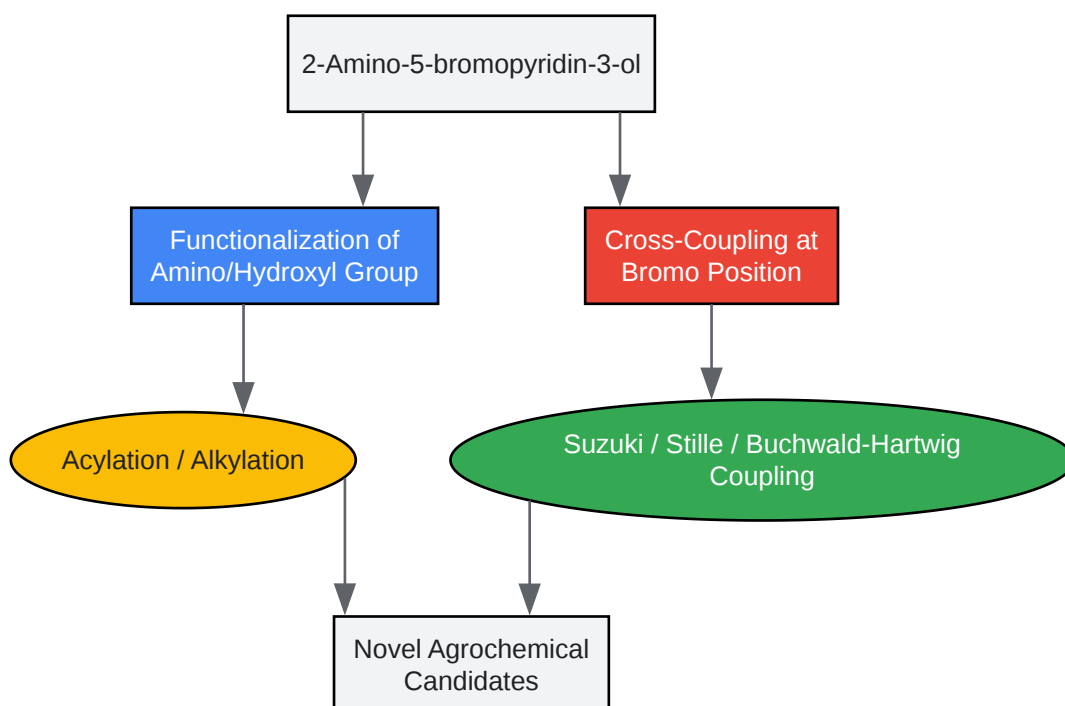 2-Amino-5-bromopyridin-3-ol
Functionalization of
Amino/Hydroxyl Group
Cross-Coupling at
Bromo Position
Acylation / Alkylation
Suzuki / Stille / Buchwald-Hartwig
Coupling
Novel Agrochemical
Candidates